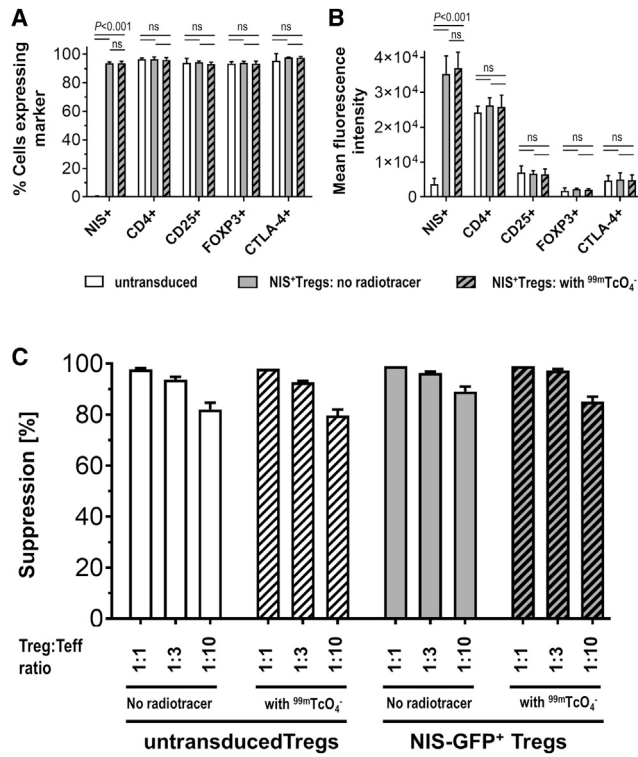 A
P<0.001
ns
ns
ns
ns
ns
% Cells expressing
marker
100
80
60
40
20
0
NIS+
CD4+
CD25+
FOXP3+
CTLA-4+
B
P<0.001
ns
ns
ns
ns
ns
Mean fluorescence
intensity
4×10⁴
3×10⁴
2×10⁴
1×10⁴
0
NIS+
CD4+
CD25+
FOXP3+
CTLA-4+
untransduced
NIS⁺Tregs: no radiotracer
NIS⁺Tregs: with ⁹⁹ᵐTcO₄⁻
C
Suppression [%]
100
80
60
40
20
0
Treg:Teff
ratio
1:1 1:3 1:10 1:1 1:3 1:10 1:1 1:3 1:10 1:1 1:3 1:10
No radiotracer with ⁹⁹ᵐTcO₄⁻ No radiotracer with ⁹⁹ᵐTcO₄⁻
untransducedTregs NIS-GFP⁺ Tregs